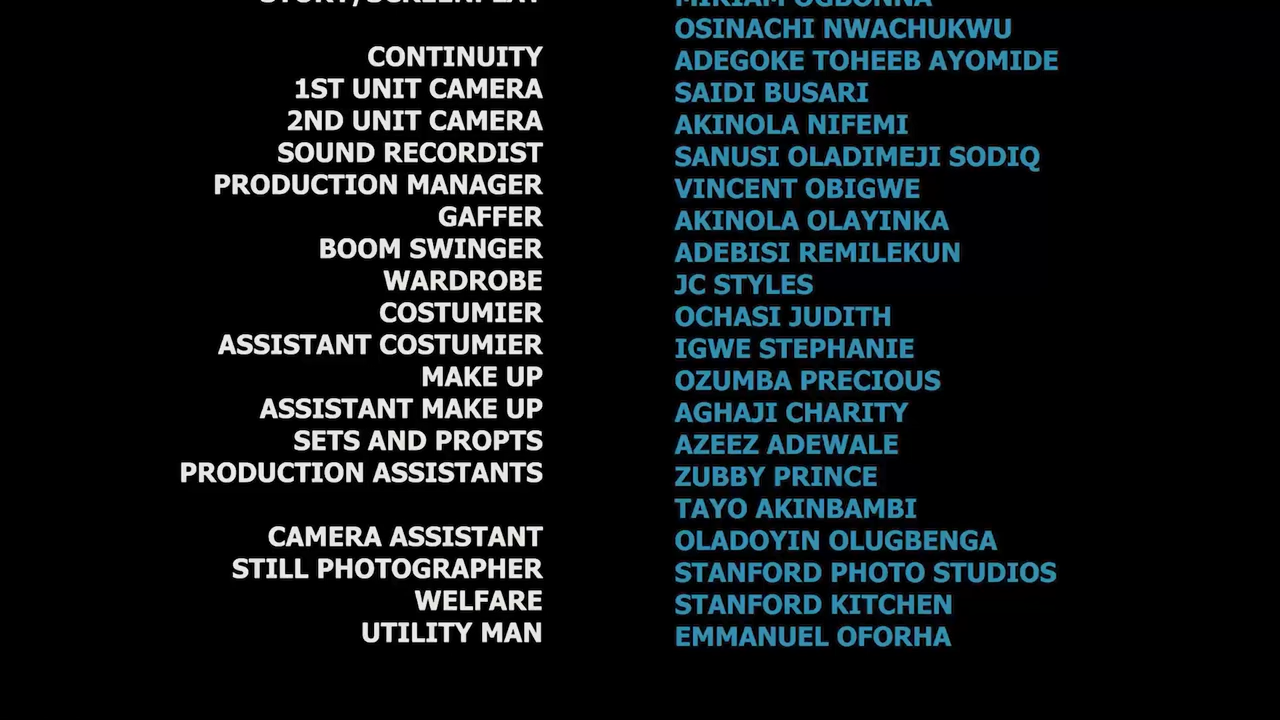 STORY/SCREENPLAY MIRIAM OGBONNA
OSINACHI NWACHUKWU
CONTINUITY ADEGOKE TOHEEB AYOMIDE
1ST UNIT CAMERA SAIDI BUSARI
2ND UNIT CAMERA AKINOLA NIFEMI
SOUND RECORDIST SANUSI OLADIMEJI SODIQ
PRODUCTION MANAGER VINCENT OBIGWE
GAFFER AKINOLA OLAYINKA
BOOM SWINGER ADEBISI REMILEKUN
WARDROBE JC STYLES
COSTUMIER OCHASI JUDITH
ASSISTANT COSTUMIER IGWE STEPHANIE
MAKE UP OZUMBA PRECIOUS
ASSISTANT MAKE UP AGHAJI CHARITY
SETS AND PROPTS AZEEZ ADEWALE
PRODUCTION ASSISTANTS ZUBBY PRINCE
TAYO AKINBAMBI
CAMERA ASSISTANT OLADOYIN OLUGBENGA
STILL PHOTOGRAPHER STANFORD PHOTO STUDIOS
WELFARE STANFORD KITCHEN
UTILITY MAN EMMANUEL OFORHA